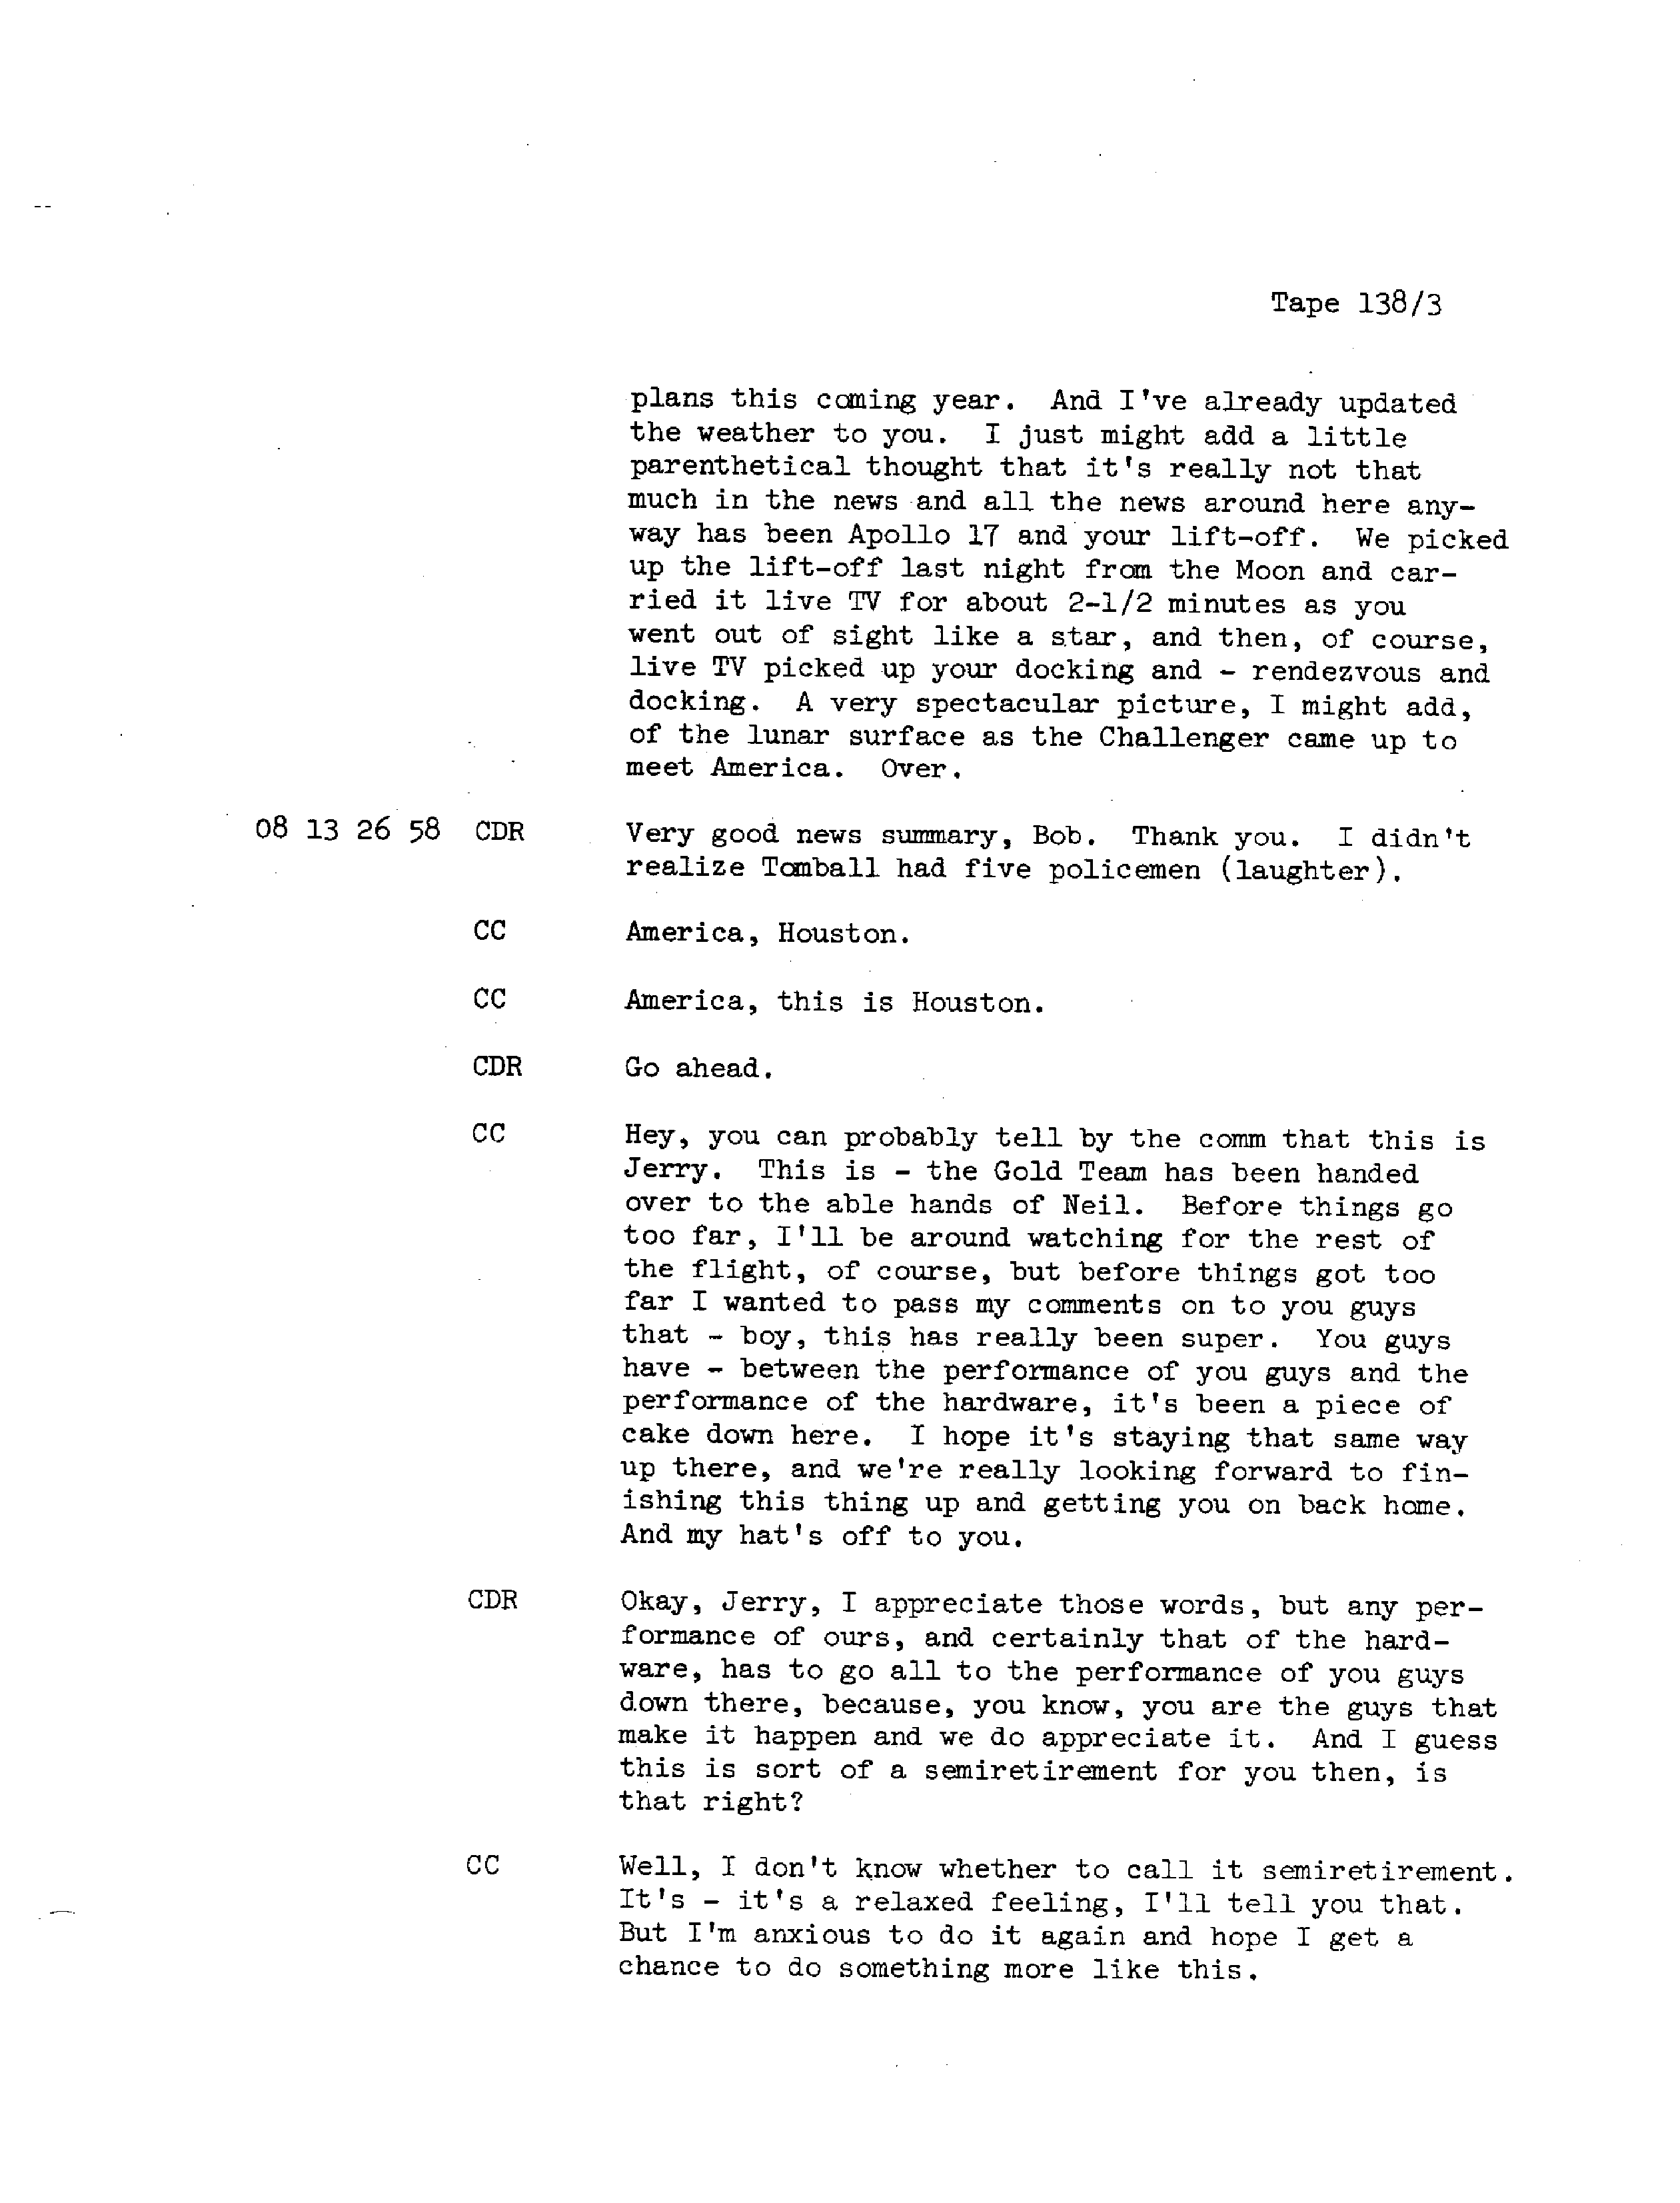 Tape 138/3
plans this coming year. And I've already updated
the weather to you. I just might add a little
parenthetical thought that it's really not that
much in the news and all the news around here any-
way has been Apollo 17 and your lift-off. We picked
up the lift-off last night from the Moon and car-
ried it live TV for about 2-1/2 minutes as you
went out of sight like a star, and then, of course,
live TV picked up your docking and - rendezvous and
docking. A very spectacular picture, I might add,
of the lunar surface as the Challenger came up to
meet America. Over.
08 13 26 58 CDR Very good news summary, Bob. Thank you. I didn't
realize Tomball had five policemen (laughter).
CC America, Houston.
CC America, this is Houston.
CDR Go ahead.
CC Hey, you can probably tell by the comm that this is
Jerry. This is - the Gold Team has been handed
over to the able hands of Neil. Before things go
too far, I'll be around watching for the rest of
the flight, of course, but before things got too
far I wanted to pass my comments on to you guys
that - boy, this has really been super. You guys
have - between the performance of you guys and the
performance of the hardware, it's been a piece of
cake down here. I hope it's staying that same way
up there, and we're really looking forward to fin-
ishing this thing up and getting you on back home.
And my hat's off to you.
CDR Okay, Jerry, I appreciate those words, but any per-
formance of ours, and certainly that of the hard-
ware, has to go all to the performance of you guys
down there, because, you know, you are the guys that
make it happen and we do appreciate it. And I guess
this is sort of a semiretirement for you then, is
that right?
CC Well, I don't know whether to call it semiretirement.
It's - it's a relaxed feeling, I'll tell you that.
But I'm anxious to do it again and hope I get a
chance to do something more like this.